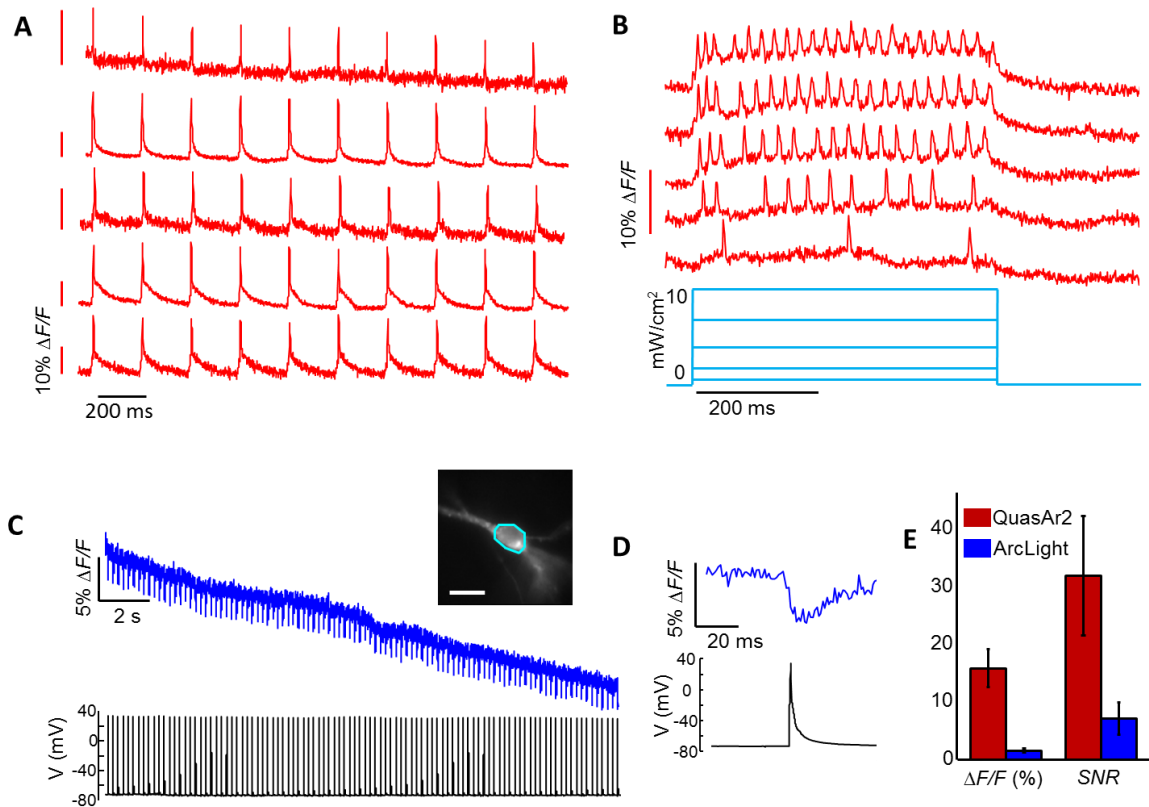 A
10% ΔF/F
200 ms
B
10% ΔF/F
10
mW/cm²
0
200 ms
C
5% ΔF/F
2 s
40
0
-40
-80
V (mV)
D
5% ΔF/F
20 ms
40
0
-40
-80
V (mV)
E
QuasAr2
ArcLight
40
30
20
10
0
ΔF/F (%)
SNR